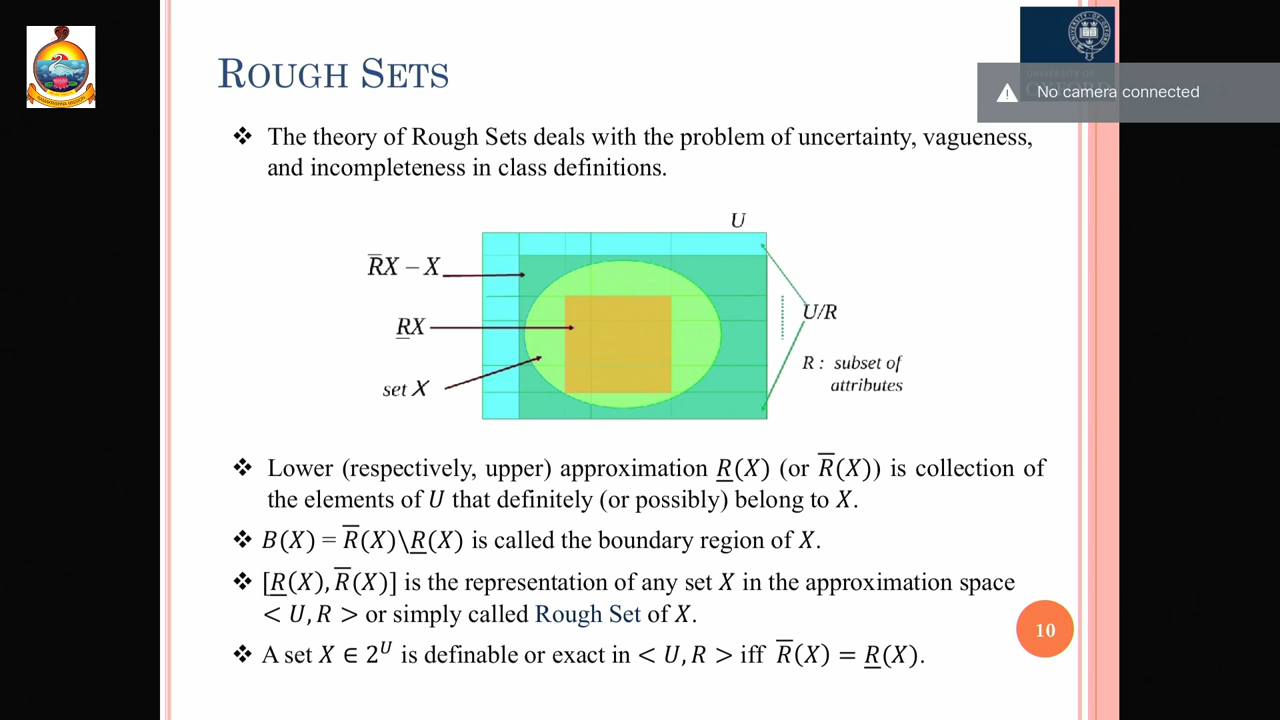 ROUGH SETS
UNIVERSITY OF
No camera connected
❖ The theory of Rough Sets deals with the problem of uncertainty, vagueness,
and incompleteness in class definitions.
U
R̅X – X
R̲X
set X
U/R
R : subset of
attributes
❖ Lower (respectively, upper) approximation R̲(X) (or R̅(X)) is collection of
the elements of U that definitely (or possibly) belong to X.
❖ B(X) = R̅(X)\R̲(X) is called the boundary region of X.
❖ [R̲(X), R̅(X)] is the representation of any set X in the approximation space
< U, R > or simply called Rough Set of X.
10
❖ A set X ∈ 2ᵁ is definable or exact in < U, R > iff R̅(X) = R̲(X).